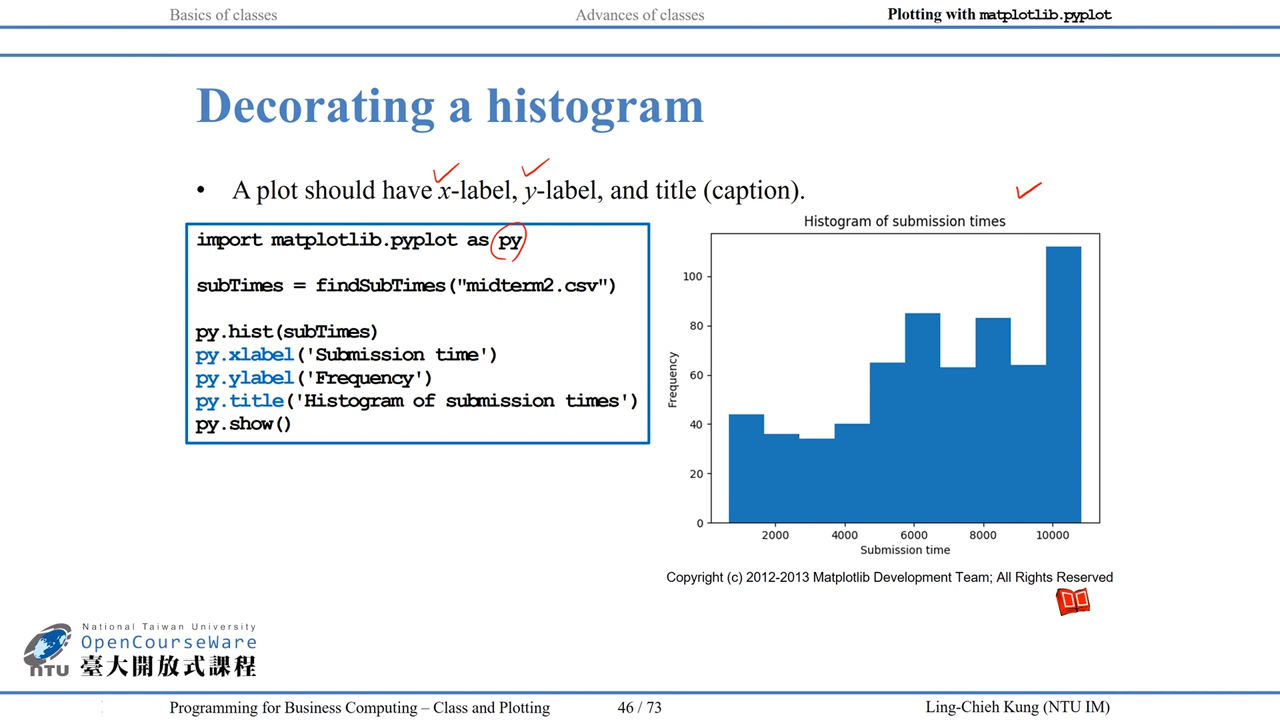 Basics of classes
Advances of classes
Plotting with matplotlib.pyplot
Decorating a histogram
• A plot should have x-label, y-label, and title (caption).
import matplotlib.pyplot as py
subTimes = findSubTimes("midterm2.csv")
py.hist(subTimes)
py.xlabel('Submission time')
py.ylabel('Frequency')
py.title('Histogram of submission times')
py.show()
Histogram of submission times
Frequency
100
80
60
40
20
0
2000 4000 6000 8000 10000
Submission time
Copyright (c) 2012-2013 Matplotlib Development Team; All Rights Reserved
National Taiwan University
OpenCourseWare
NTU 臺大開放式課程
Programming for Business Computing – Class and Plotting
46 / 73
Ling-Chieh Kung (NTU IM)